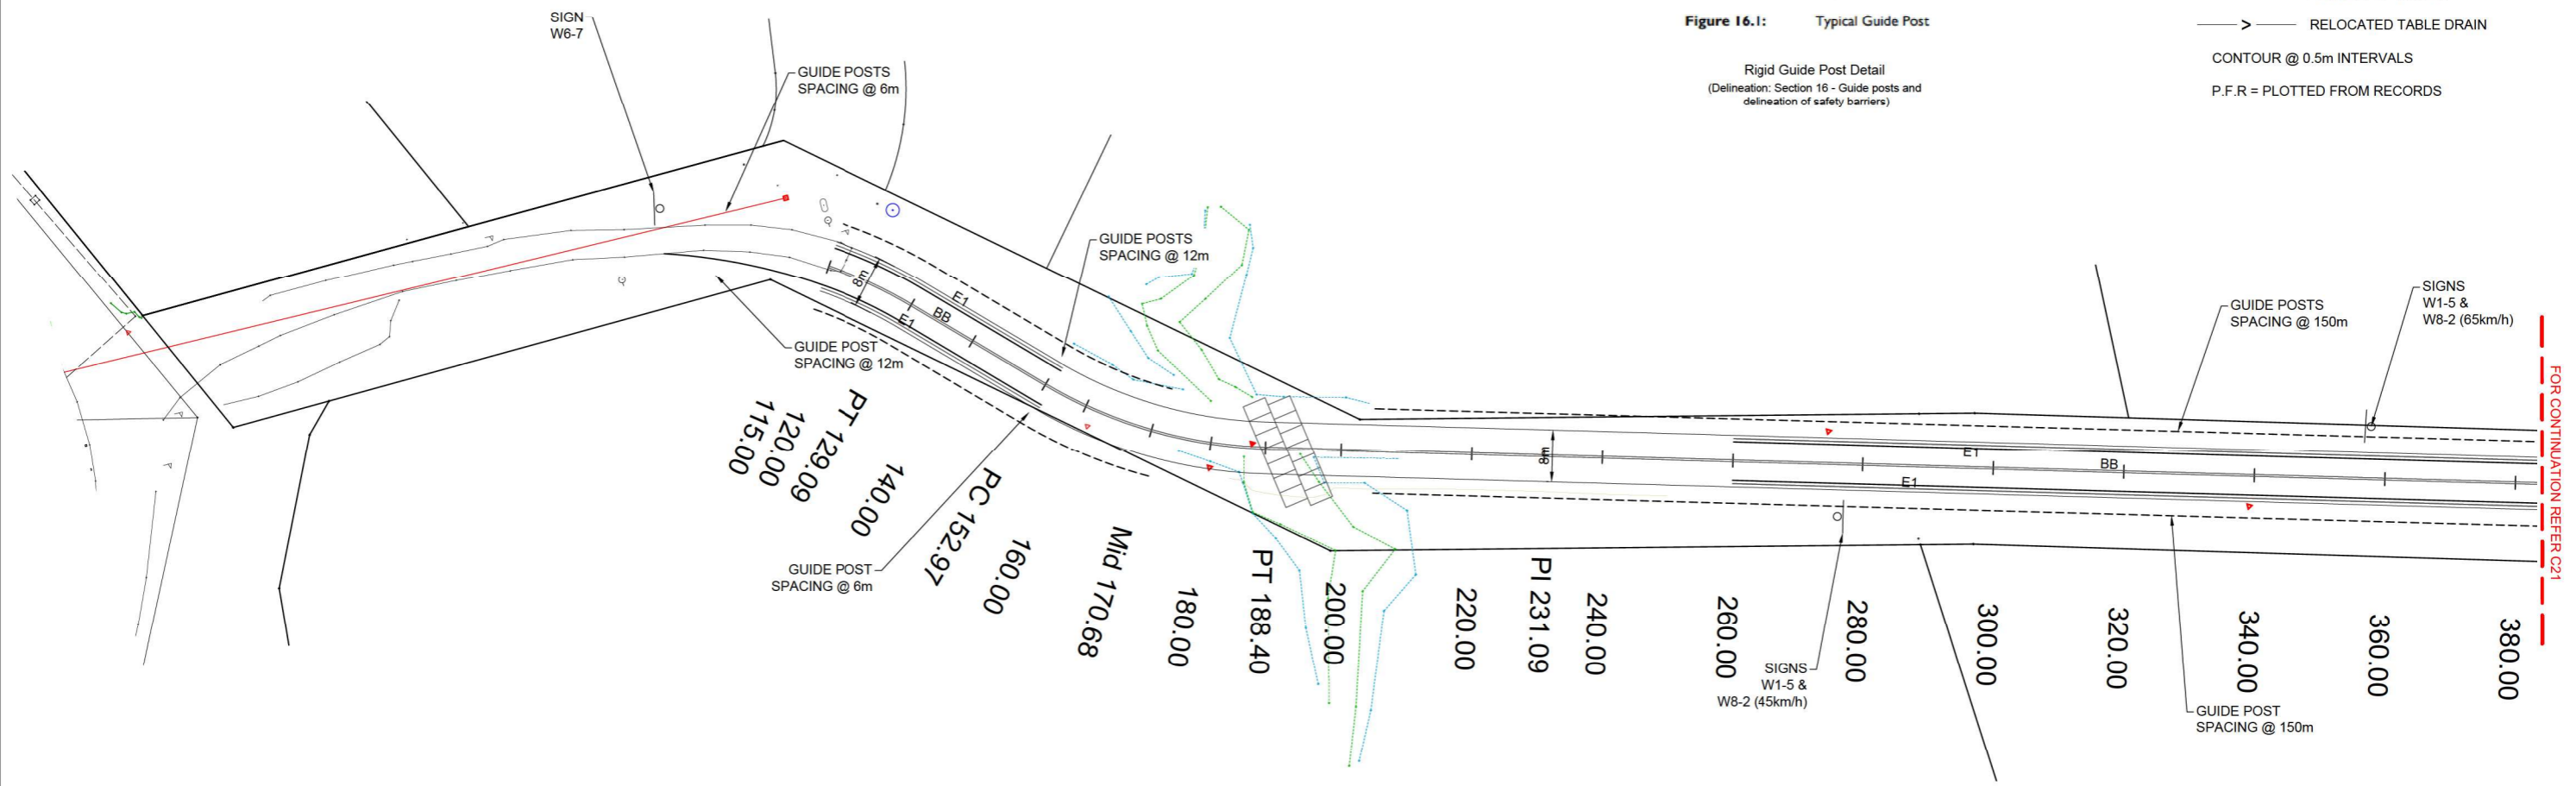 SIGN
W6-7
GUIDE POSTS
SPACING @ 6m
Figure 16.1: Typical Guide Post
Rigid Guide Post Detail
(Delineation: Section 16 - Guide posts and
delineation of safety barriers)
> RELOCATED TABLE DRAIN
CONTOUR @ 0.5m INTERVALS
P.F.R = PLOTTED FROM RECORDS
GUIDE POSTS
SPACING @ 12m
8m
E1
BB
E1
GUIDE POST
SPACING @ 12m
GUIDE POST
SPACING @ 6m
GUIDE POSTS
SPACING @ 150m
SIGNS
W1-5 &
W8-2 (65km/h)
8m
E1
BB
E1
SIGNS
W1-5 &
W8-2 (45km/h)
GUIDE POST
SPACING @ 150m
FOR CONTINUATION REFER C21
115.00
120.00
PT 129.09
140.00
PC 152.97
160.00
Mid 170.68
180.00
PT 188.40
200.00
220.00
PI 231.09
240.00
260.00
280.00
300.00
320.00
340.00
360.00
380.00